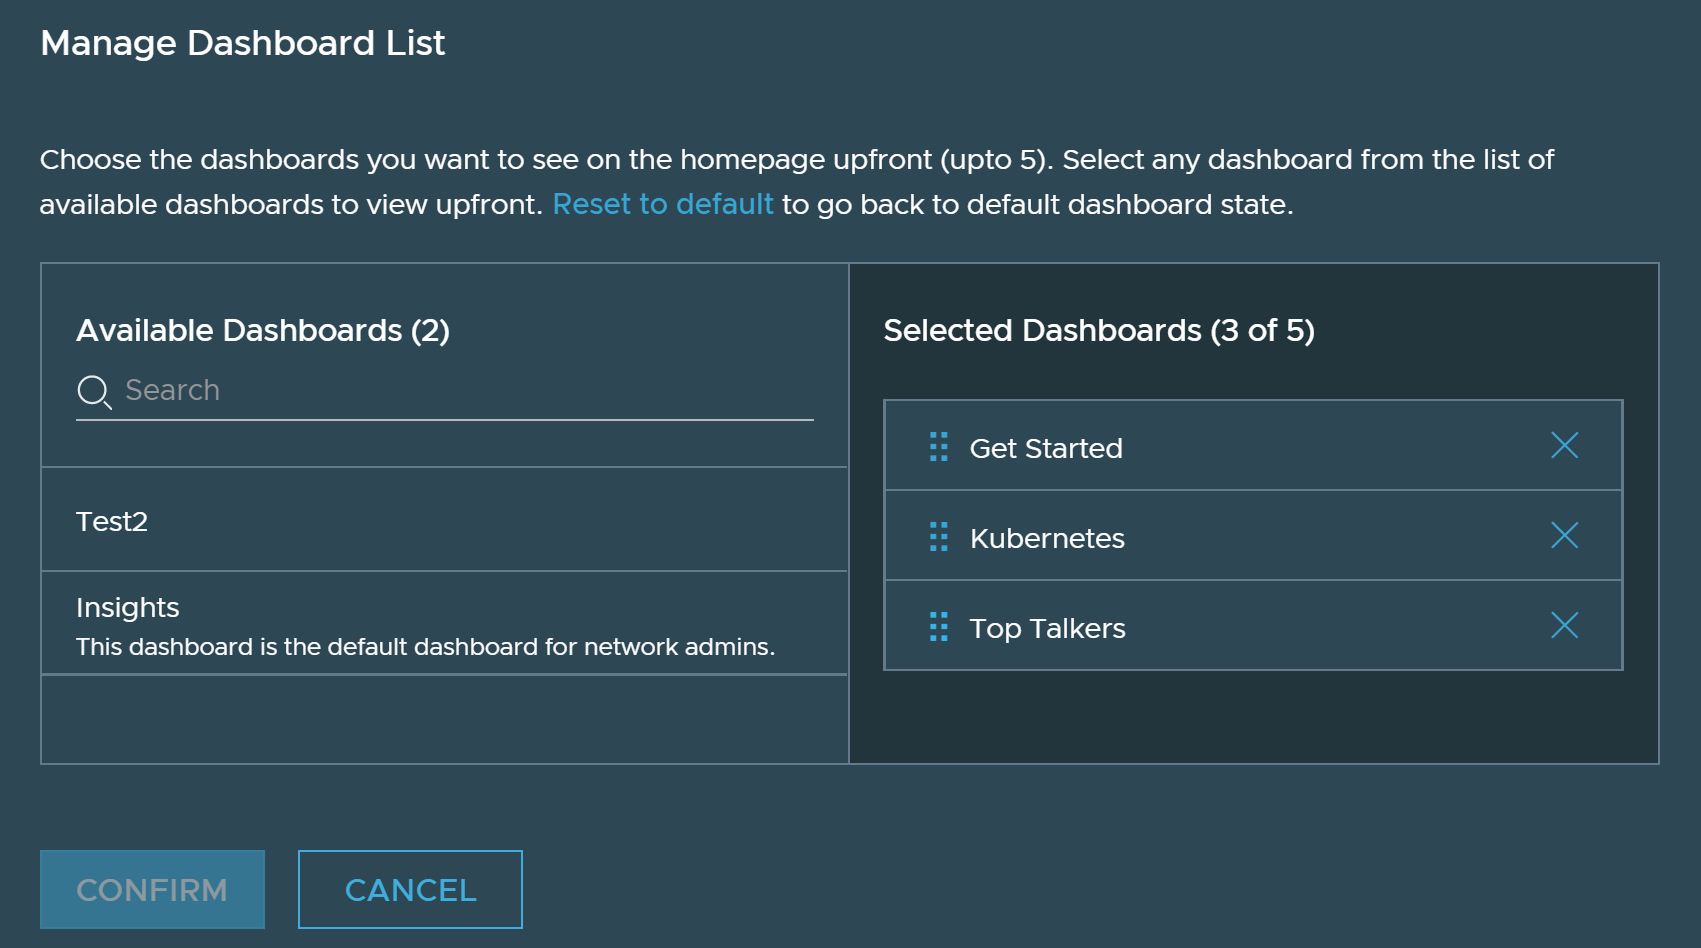 Manage Dashboard List
Choose the dashboards you want to see on the homepage upfront (upto 5). Select any dashboard from the list of
available dashboards to view upfront. Reset to default to go back to default dashboard state.
Available Dashboards (2)
Search
Test2
Insights
This dashboard is the default dashboard for network admins.
Selected Dashboards (3 of 5)
Get Started
Kubernetes
Top Talkers
CONFIRM
CANCEL